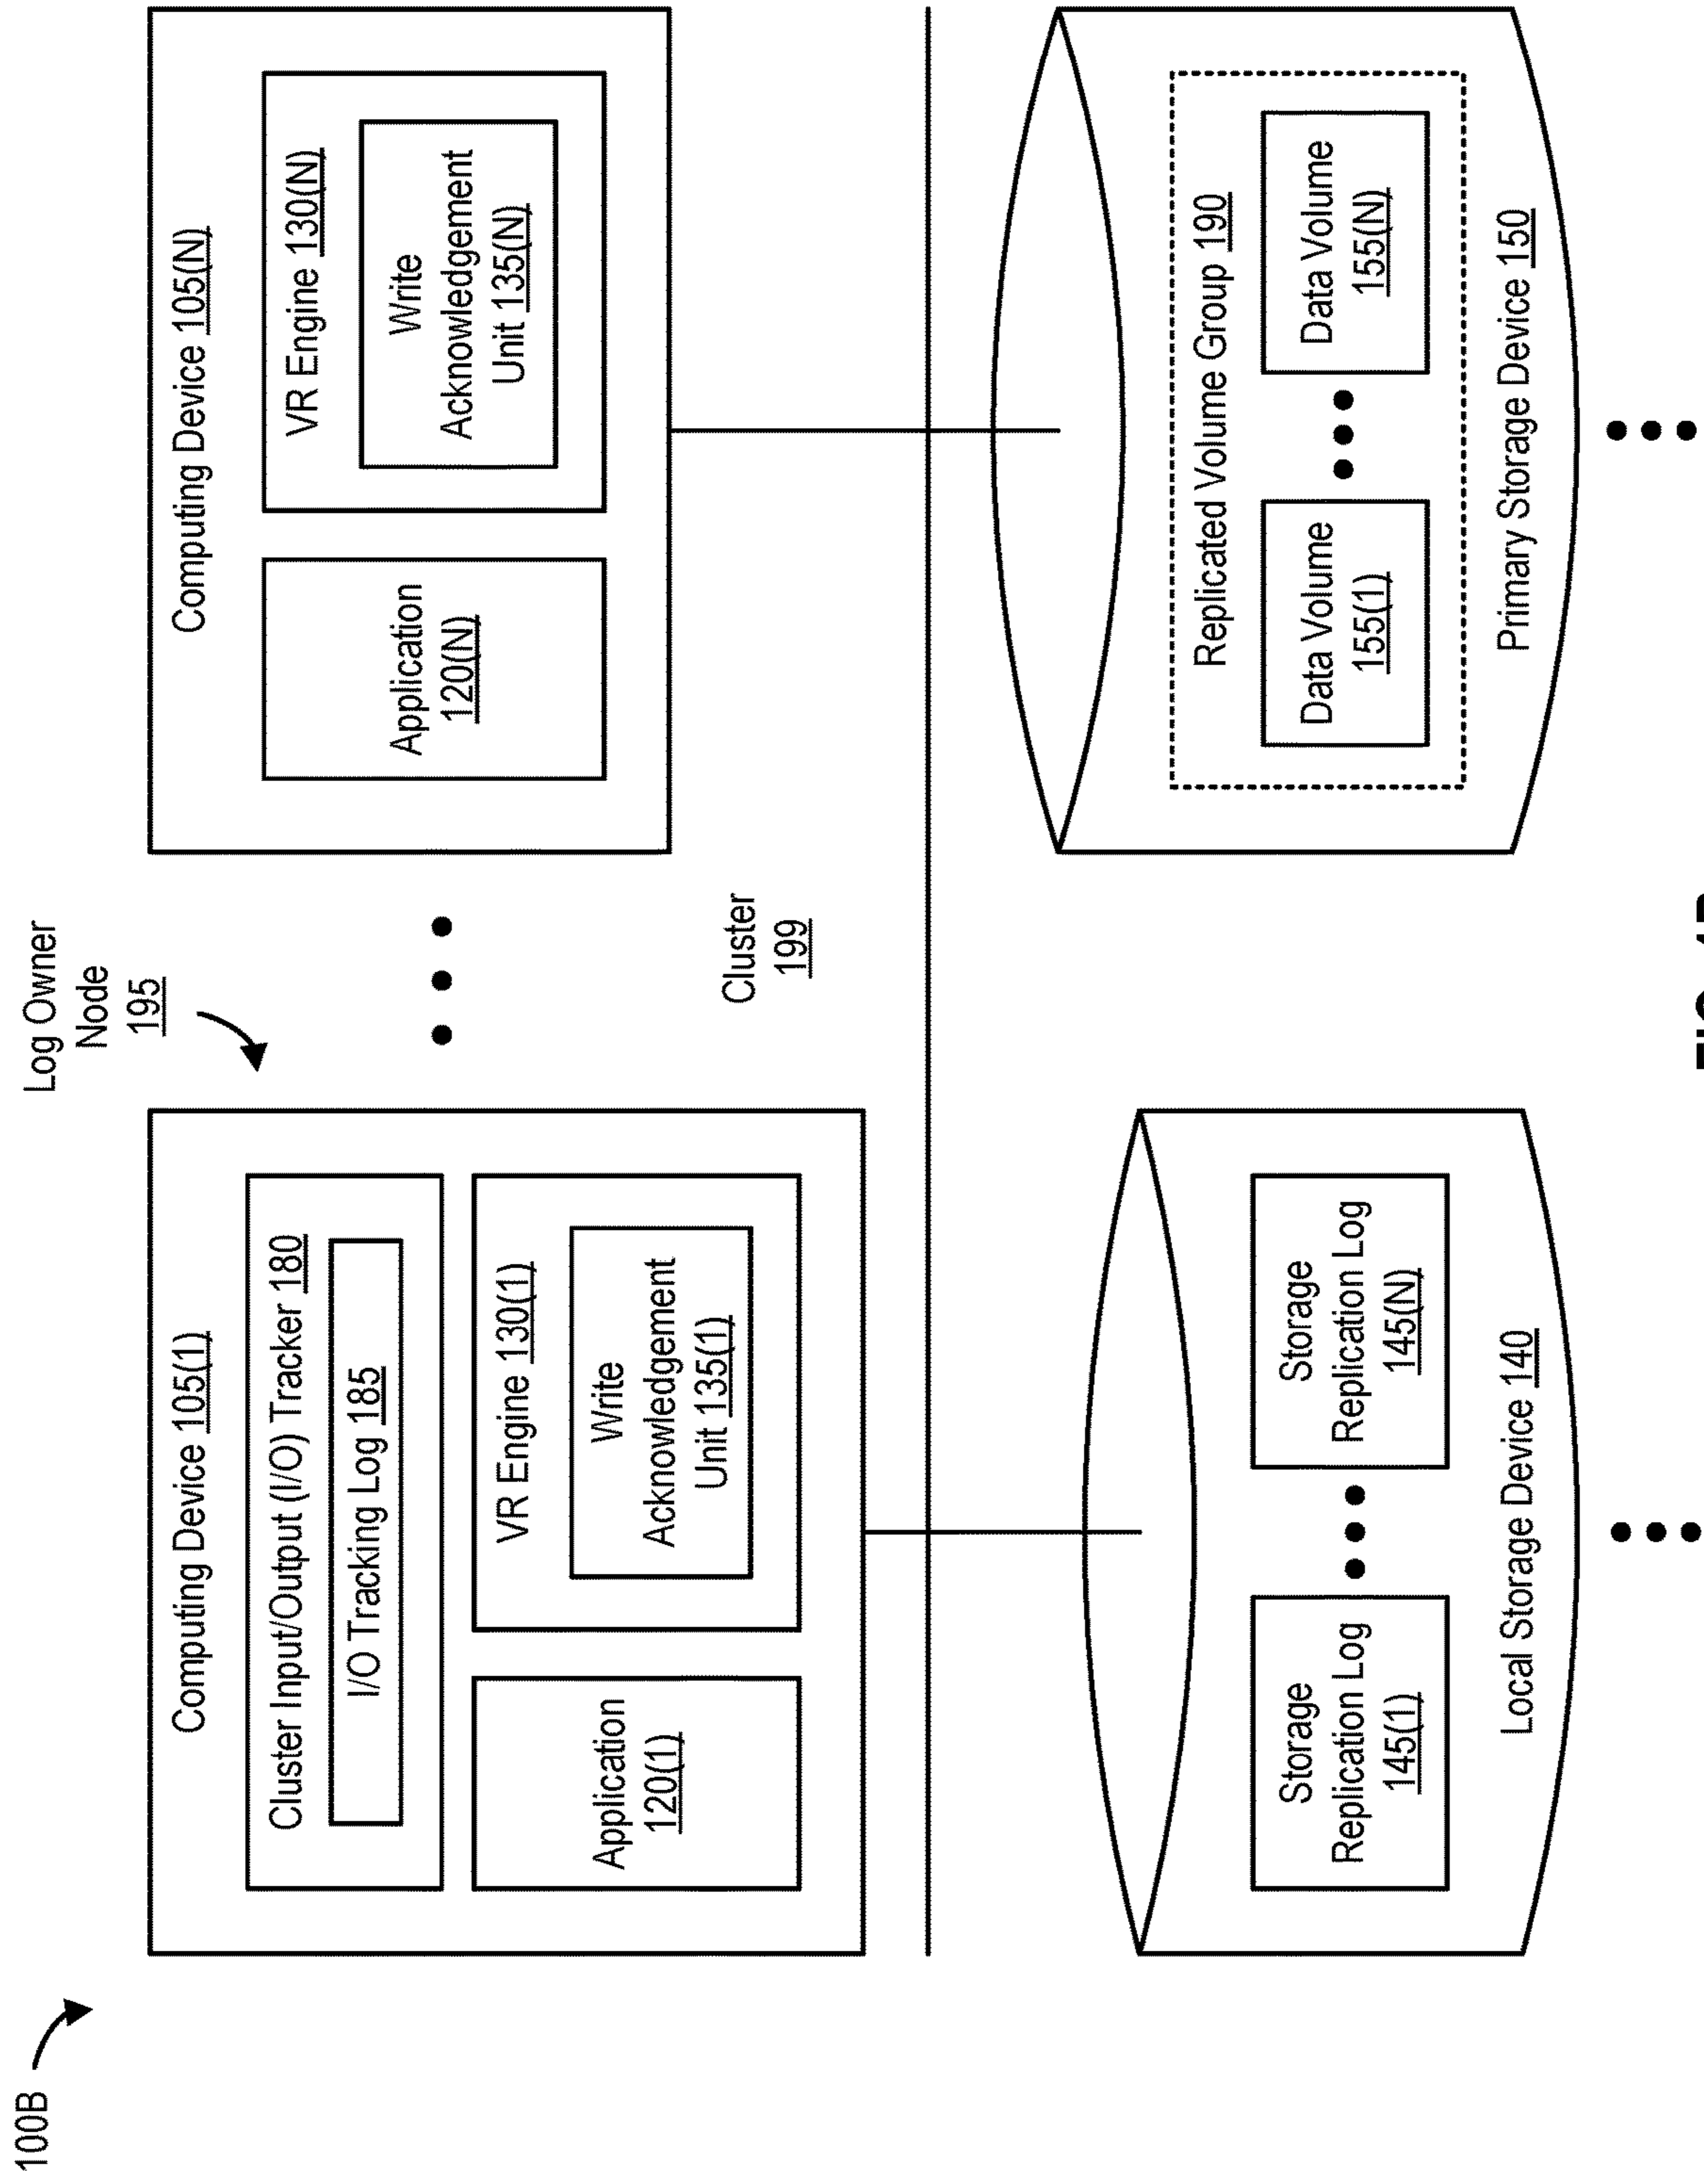 100B
Log Owner
Node
195
Computing Device 105(1)
Cluster Input/Output (I/O) Tracker 180
I/O Tracking Log 185
Application
120(1)
VR Engine 130(1)
Write
Acknowledgement
Unit 135(1)
Computing Device 105(N)
Application
120(N)
VR Engine 130(N)
Write
Acknowledgement
Unit 135(N)
Cluster
199
Storage
Replication Log
145(1)
Storage
Replication Log
145(N)
Local Storage Device 140
Replicated Volume Group 190
Data Volume
155(1)
Data Volume
155(N)
Primary Storage Device 150